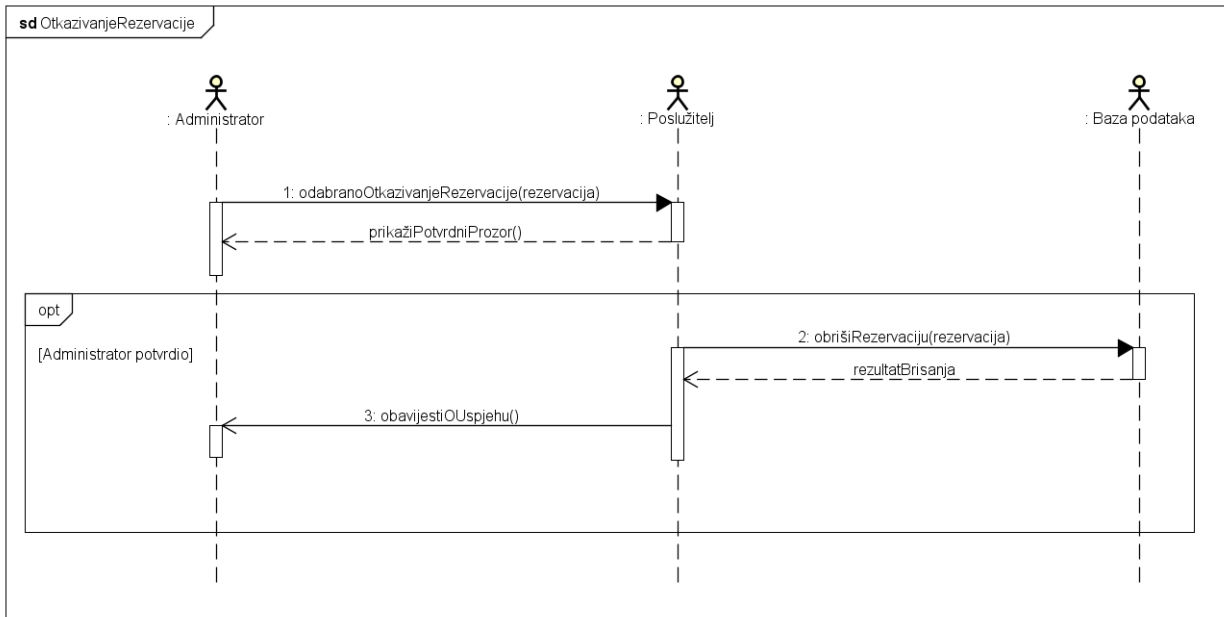 sd OtkazivanjeRezervacije
: Administrator
: Poslužitelj
: Baza podataka
1: odabranoOtkazivanjeRezervacije(rezervacija)
prikažiPotvrdniProzor()
opt
[Administrator potvrdio]
2: obrišiRezervaciju(rezervacija)
rezultatBrisanja
3: obavijestiOUspjehu()